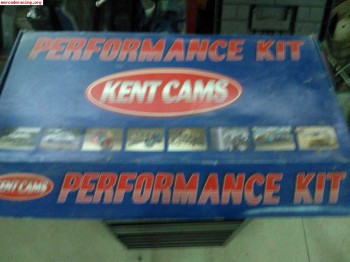 mercadoracing.org
PERFORMANCE KIT
KENT CAMS
KENT CAMS PERFORMANCE KIT